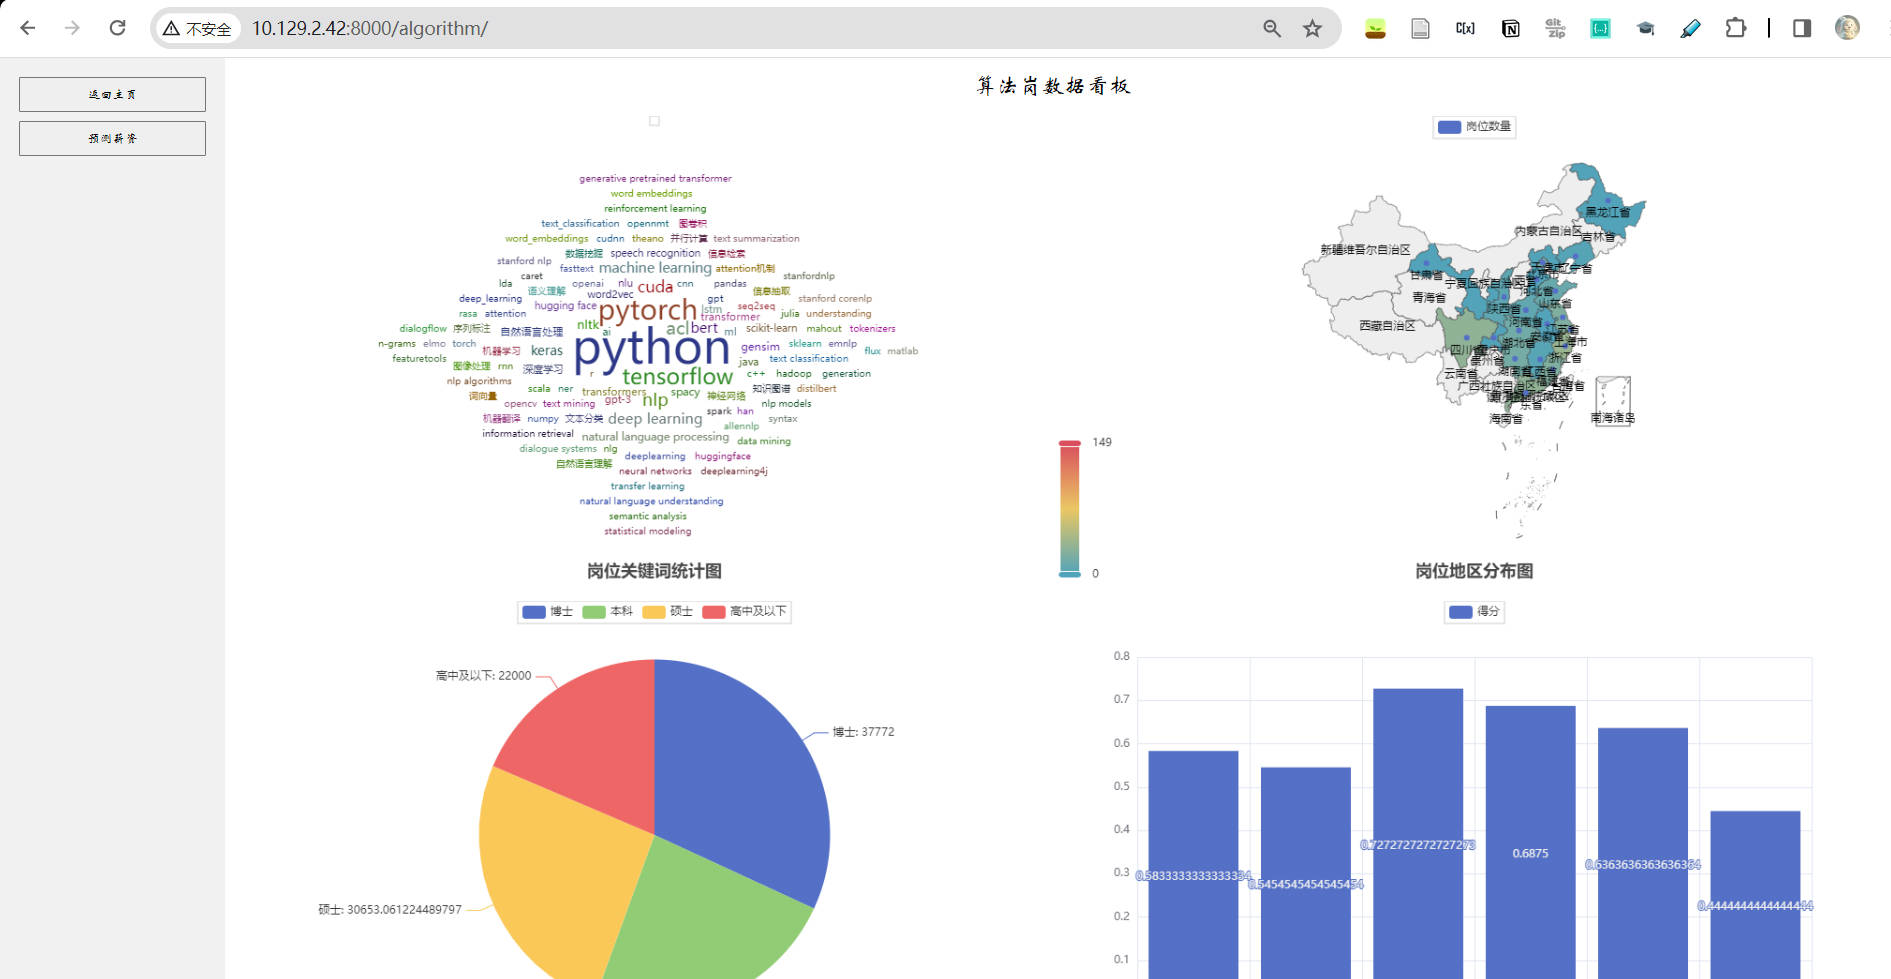 不安全 10.129.2.42:8000/algorithm/
返回主页
预测薪资
算法岗数据看板
generative pretrained transformer
word embeddings
reinforcement learning
text_classification opennmt 图卷积
word_embeddings cudnn theano 并行计算 text summarization
数据挖掘 speech recognition 信息检索
stanford nlp fasttext machine learning attention机制 stanfordnlp
caret
lda 语义理解 openai nlu cuda cnn pandas 信息抽取
deep_learning hugging face word2vec gpt seq2seq stanford corenlp
rasa attention pytorch lstm transformer julia understanding
dialogflow 序列标注 自然语言处理 nltk ai acl bert ml scikit-learn mahout tokenizers
n-grams elmo torch 机器学习 keras python gensim sklearn emnlp flux matlab
featuretools 图像处理 rnn 深度学习 java text classification
r tensorflow c++ hadoop generation
nlp algorithms scala ner transformers spacy 知识图谱 distilbert
词向量 opencv text mining gpt-3 nlp 神经网络 nlp models
机器翻译 numpy 文本分类 deep learning spark han syntax
allennlp
information retrieval natural language processing data mining
dialogue systems nlg deeplearning huggingface
自然语言理解 neural networks deeplearning4j
transfer learning
natural language understanding
semantic analysis
statistical modeling
岗位关键词统计图
岗位数量
黑龙江省
内蒙古自治区
吉林省
新疆维吾尔自治区
甘肃省
宁夏回族自治区
青海省
河北省
山东省
陕西省
西藏自治区
河南省
江苏省
安徽省
上海市
四川省
重庆市
湖北省
浙江省
贵州省
云南省
湖南省
江西省
福建省
广西壮族自治区
海南省
南海诸岛
149
0
岗位地区分布图
博士 本科 硕士 高中及以下
高中及以下: 22000
博士: 37772
硕士: 30653.061224489797
得分
0.8
0.7
0.6
0.5
0.4
0.3
0.2
0.1
0.5833333333333334
0.5454545454545454
0.7272727272727273
0.6875
0.6363636363636364
0.4444444444444444